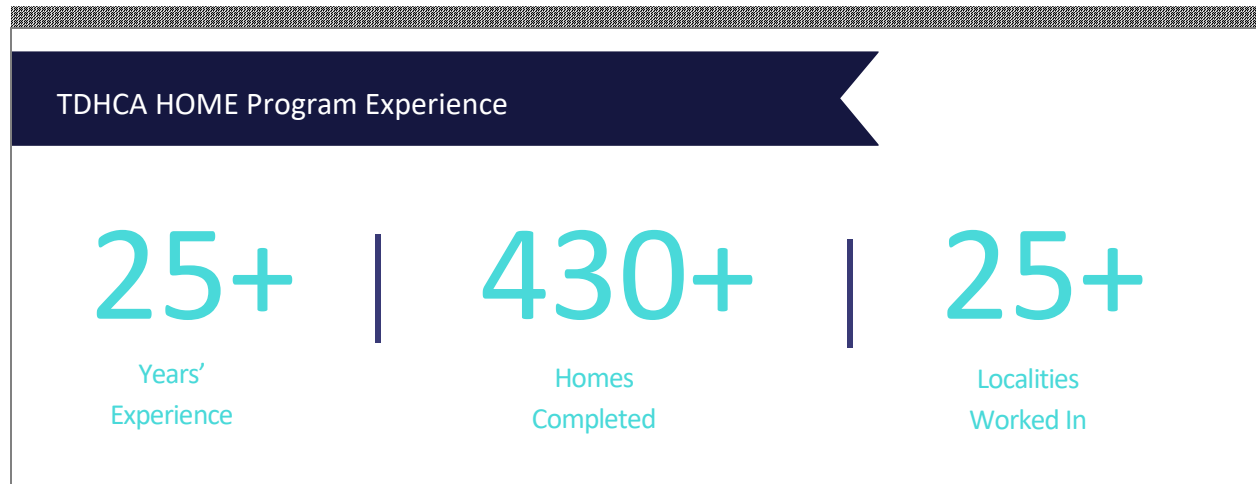 TDHCA HOME Program Experience
25+
Years’
Experience
430+
Homes
Completed
25+
Localities
Worked In